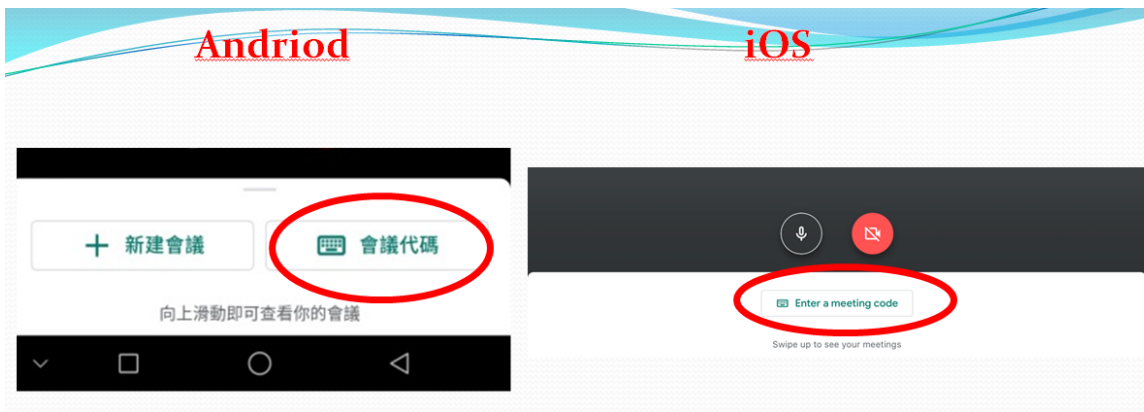 Andriod
iOS
新建會議
會議代碼
向上滑動即可查看你的會議
Enter a meeting code
Swipe up to see your meetings